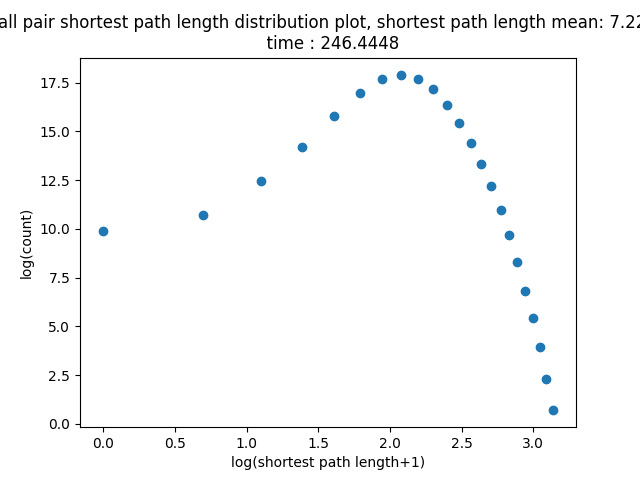 all pair shortest path length distribution plot, shortest path length mean: 7.22
time : 246.4448
17.5
15.0
12.5
10.0
7.5
5.0
2.5
0.0
log(count)
0.0 0.5 1.0 1.5 2.0 2.5 3.0
log(shortest path length+1)